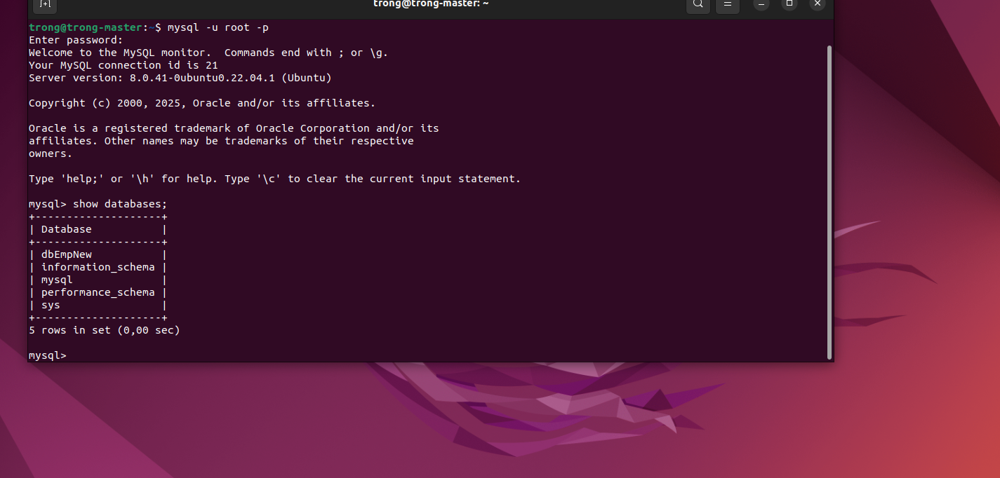 trong@trong-master: ~
trong@trong-master:~$ mysql -u root -p
Enter password:
Welcome to the MySQL monitor.  Commands end with ; or \g.
Your MySQL connection id is 21
Server version: 8.0.41-0ubuntu0.22.04.1 (Ubuntu)

Copyright (c) 2000, 2025, Oracle and/or its affiliates.

Oracle is a registered trademark of Oracle Corporation and/or its
affiliates. Other names may be trademarks of their respective
owners.

Type 'help;' or '\h' for help. Type '\c' to clear the current input statement.

mysql> show databases;
+--------------------+
| Database           |
+--------------------+
| dbEmpNew           |
| information_schema |
| mysql              |
| performance_schema |
| sys                |
+--------------------+
5 rows in set (0,00 sec)

mysql>